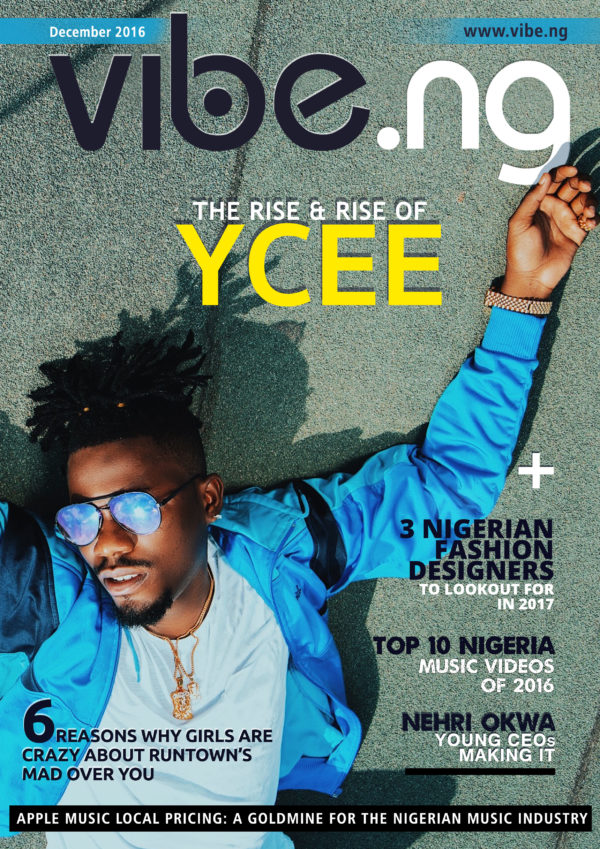 December 2016
www.vibe.ng
vibe.ng
THE RISE & RISE OF
YCEE
+
3 NIGERIAN
FASHION
DESIGNERS
TO LOOKOUT FOR
IN 2017
TOP 10 NIGERIA
MUSIC VIDEOS
OF 2016
NEHRI OKWA
YOUNG CEOs
MAKING IT
6 REASONS WHY GIRLS ARE
CRAZY ABOUT RUNTOWN'S
MAD OVER YOU
APPLE MUSIC LOCAL PRICING: A GOLDMINE FOR THE NIGERIAN MUSIC INDUSTRY